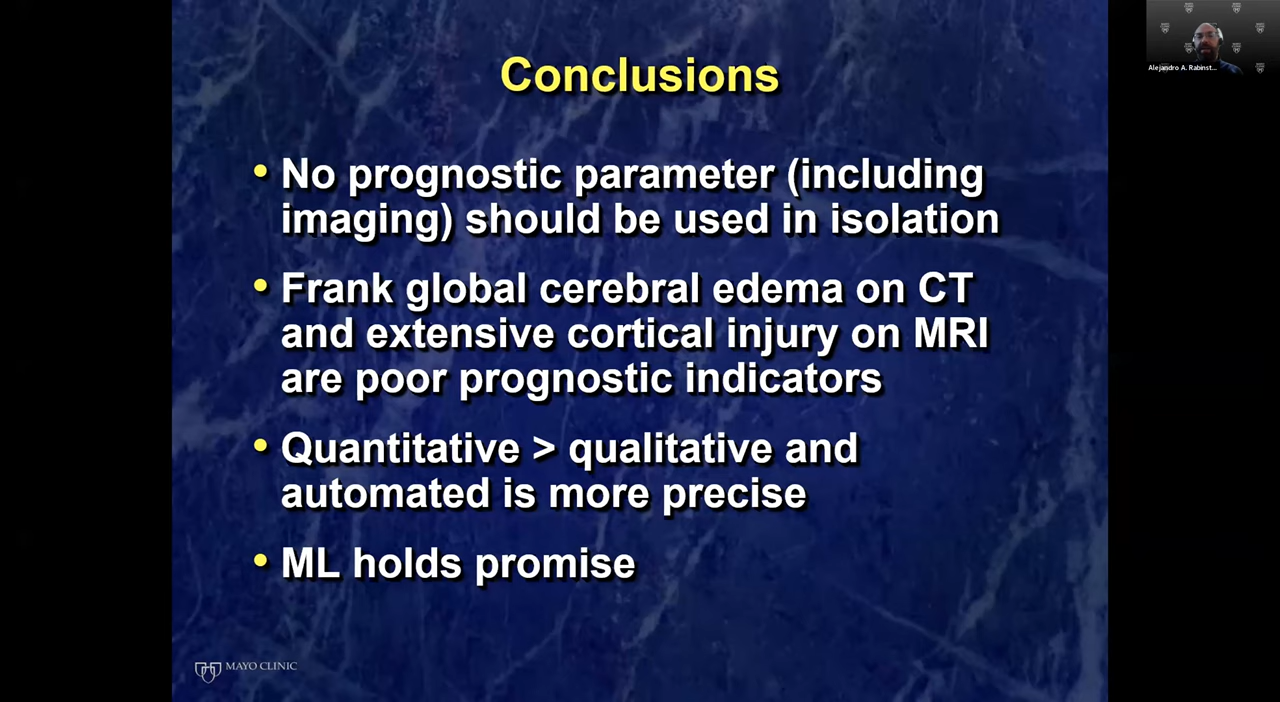 Conclusions
• No prognostic parameter (including
imaging) should be used in isolation
• Frank global cerebral edema on CT
and extensive cortical injury on MRI
are poor prognostic indicators
• Quantitative > qualitative and
automated is more precise
• ML holds promise
MAYO CLINIC
Alejandro A. Rabinst...